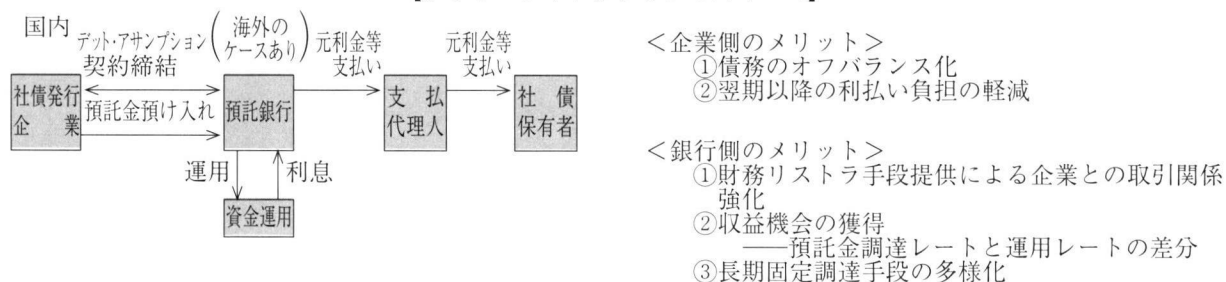 国内
デット・アサンプション
契約締結
(海外の
ケースあり)
元利金等
支払い
元利金等
支払い
社債発行
企業
預託金預け入れ
預託銀行
支払
代理人
社債
保有者
運用
利息
資金運用
<企業側のメリット>
①債務のオフバランス化
②翌期以降の利払い負担の軽減
<銀行側のメリット>
①財務リストラ手段提供による企業との取引関係
強化
②収益機会の獲得
——預託金調達レートと運用レートの差分
③長期固定調達手段の多様化